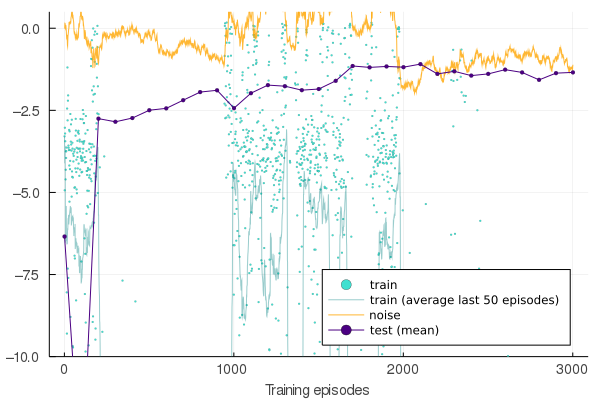 0.0
−2.5
−5.0
−7.5
−10.0
0
1000
2000
3000
Training episodes
train
train (average last 50 episodes)
noise
test (mean)